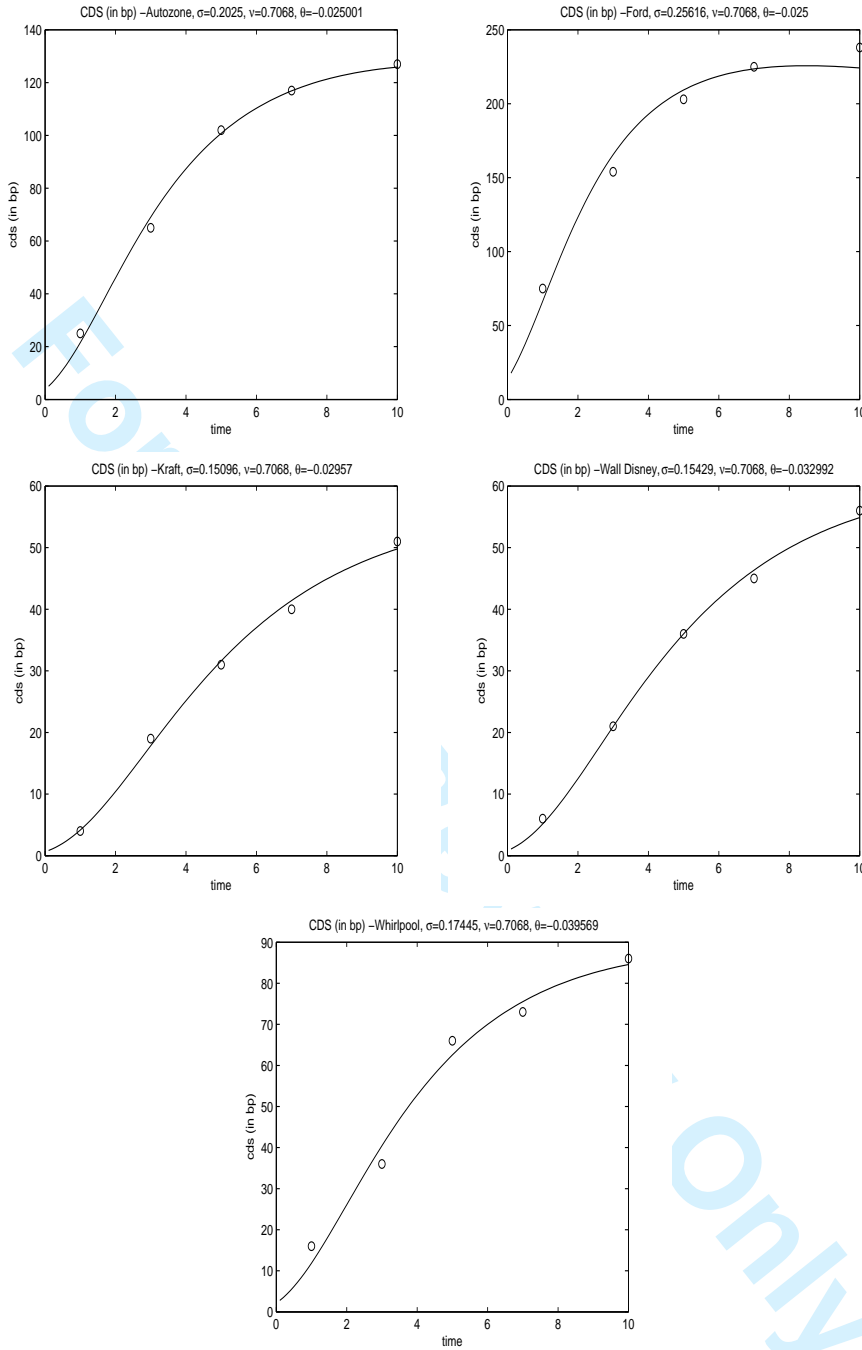 CDS (in bp) −Autozone, σ=0.2025, ν=0.7068, θ=−0.025001
140
120
100
80
60
40
20
0
cds (in bp)
0 2 4 6 8 10
time
CDS (in bp) −Ford, σ=0.25616, ν=0.7068, θ=−0.025
250
200
150
100
50
0
cds (in bp)
0 2 4 6 8 10
time
CDS (in bp) −Kraft, σ=0.15096, ν=0.7068, θ=−0.02957
60
50
40
30
20
10
0
cds (in bp)
0 2 4 6 8 10
time
CDS (in bp) −Wall Disney, σ=0.15429, ν=0.7068, θ=−0.032992
60
50
40
30
20
10
0
cds (in bp)
0 2 4 6 8 10
time
CDS (in bp) −Whirlpool, σ=0.17445, ν=0.7068, θ=−0.039569
90
80
70
60
50
40
30
20
10
0
cds (in bp)
0 2 4 6 8 10
time
For
Only